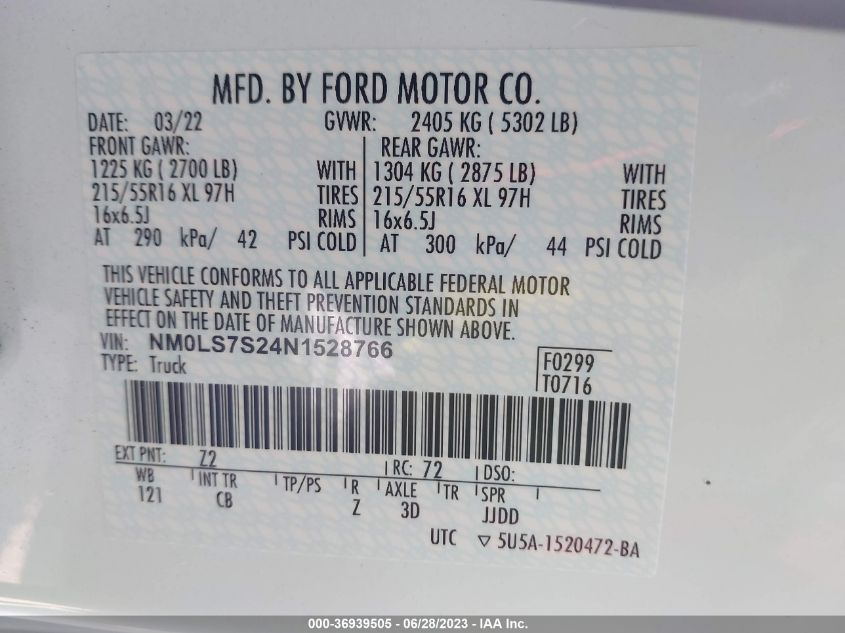 MFD. BY FORD MOTOR CO.
DATE: 03/22 GVWR: 2405 KG ( 5302 LB)
FRONT GAWR: REAR GAWR:
1225 KG ( 2700 LB) WITH 1304 KG ( 2875 LB) WITH
215/55R16 XL 97H TIRES 215/55R16 XL 97H TIRES
16x6.5J RIMS 16x6.5J RIMS
AT 290 kPa/ 42 PSI COLD AT 300 kPa/ 44 PSI COLD
THIS VEHICLE CONFORMS TO ALL APPLICABLE FEDERAL MOTOR
VEHICLE SAFETY AND THEFT PREVENTION STANDARDS IN
EFFECT ON THE DATE OF MANUFACTURE SHOWN ABOVE.
VIN: NM0LS7S24N1528766
TYPE: Truck
F0299
T0716
EXT PNT: Z2 RC: 72 DSO:
WB INT TR TP/PS R AXLE TR SPR
121 CB Z 3D JJDD
UTC ▽ 5U5A-1520472-BA
000-36939505 - 06/28/2023 - IAA Inc.